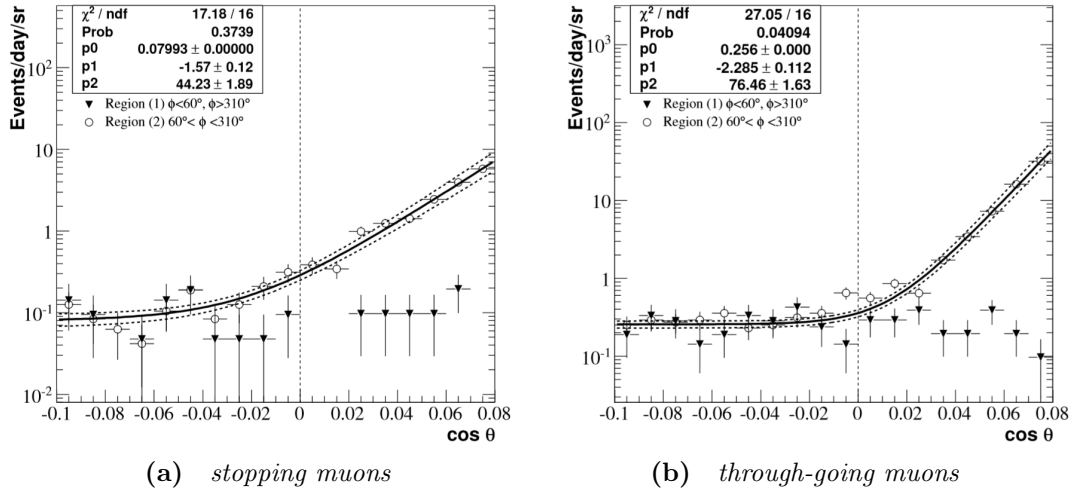 χ² / ndf 17.18 / 16
Prob 0.3739
p0 0.07993 ± 0.00000
p1 -1.57 ± 0.12
p2 44.23 ± 1.89
Region (1) ϕ<60°, ϕ>310°
Region (2) 60°< ϕ <310°
Events/day/sr
10²
10
1
10⁻¹
10⁻²
-0.1 -0.08 -0.06 -0.04 -0.02 0 0.02 0.04 0.06 0.08
cos θ
(a) stopping muons
χ² / ndf 27.05 / 16
Prob 0.04094
p0 0.256 ± 0.000
p1 -2.285 ± 0.112
p2 76.46 ± 1.63
Region (1) ϕ<60°, ϕ>310°
Region (2) 60°< ϕ <310°
Events/day/sr
10³
10²
10
1
10⁻¹
-0.1 -0.08 -0.06 -0.04 -0.02 0 0.02 0.04 0.06 0.08
cos θ
(b) through-going muons